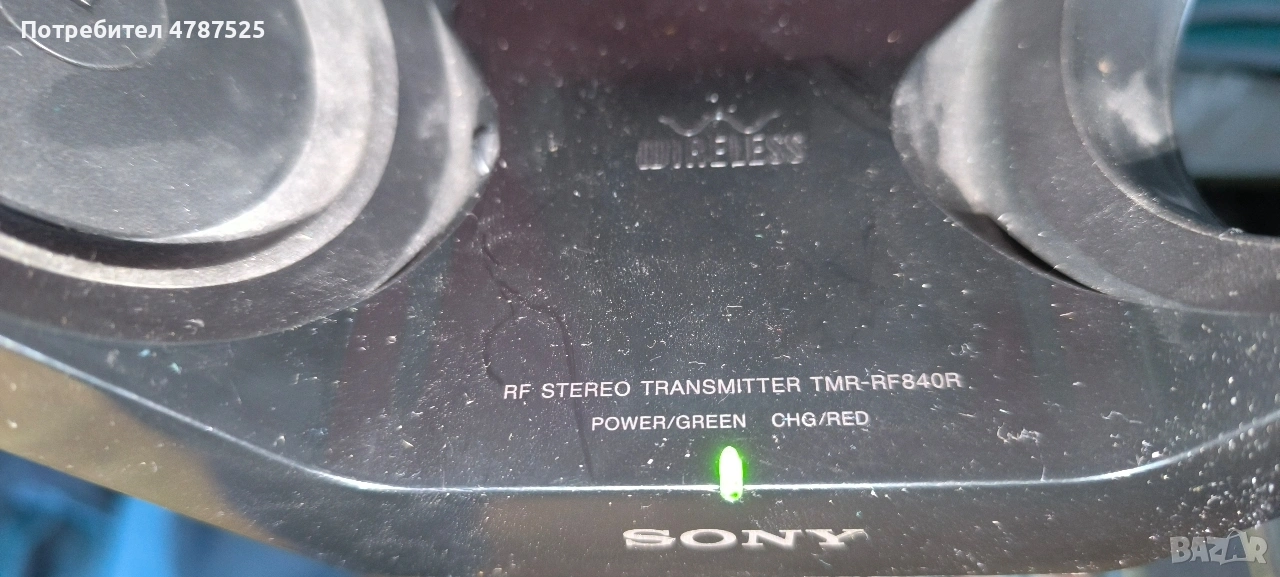 Потребител 4787525
WIRELESS
RF STEREO TRANSMITTER TMR-RF840R
POWER/GREEN CHG/RED
SONY
BAZAR